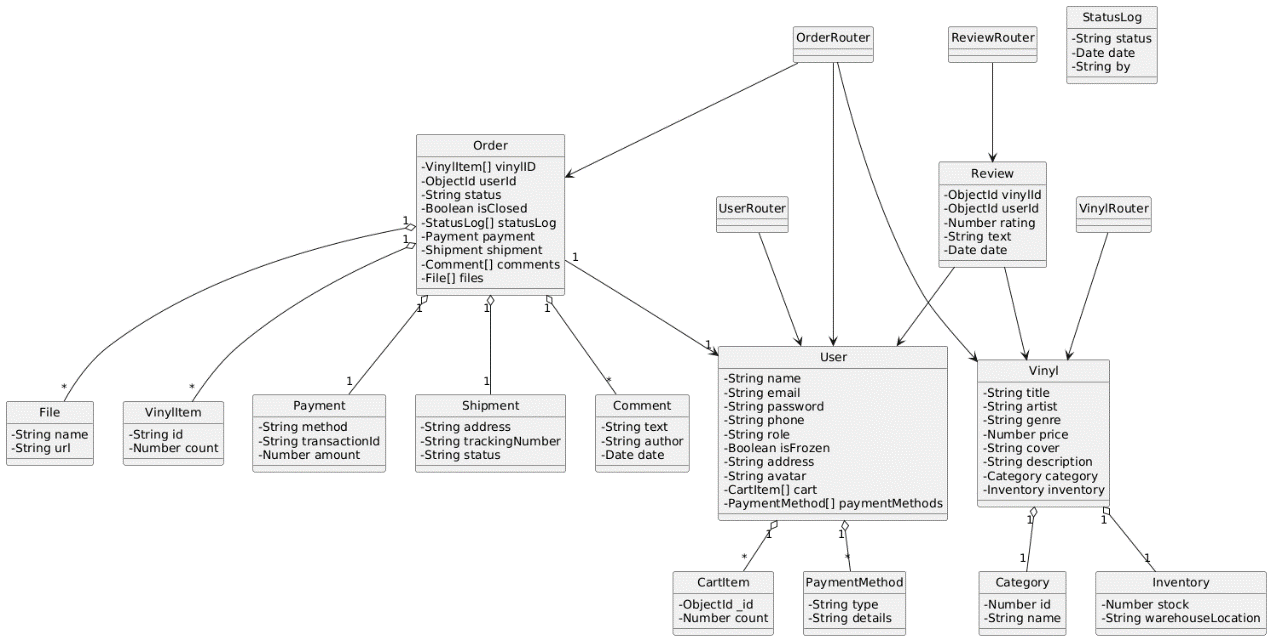 OrderRouter
ReviewRouter
StatusLog
-String status
-Date date
-String by
Order
-VinylItem[] vinylID
-ObjectId userId
-String status
-Boolean isClosed
-StatusLog[] statusLog
-Payment payment
-Shipment shipment
-Comment[] comments
-File[] files
Review
-ObjectId vinylId
-ObjectId userId
-Number rating
-String text
-Date date
UserRouter
VinylRouter
1
1
1
1
1
1
1
*
*
1
1
*
File
-String name
-String url
VinylItem
-String id
-Number count
Payment
-String method
-String transactionId
-Number amount
Shipment
-String address
-String trackingNumber
-String status
Comment
-String text
-String author
-Date date
User
-String name
-String email
-String password
-String phone
-String role
-Boolean isFrozen
-String address
-String avatar
-CartItem[] cart
-PaymentMethod[] paymentMethods
Vinyl
-String title
-String artist
-String genre
-Number price
-String cover
-String description
-Category category
-Inventory inventory
1
1
1
1
*
*
1
1
CartItem
-ObjectId _id
-Number count
PaymentMethod
-String type
-String details
Category
-Number id
-String name
Inventory
-Number stock
-String warehouseLocation